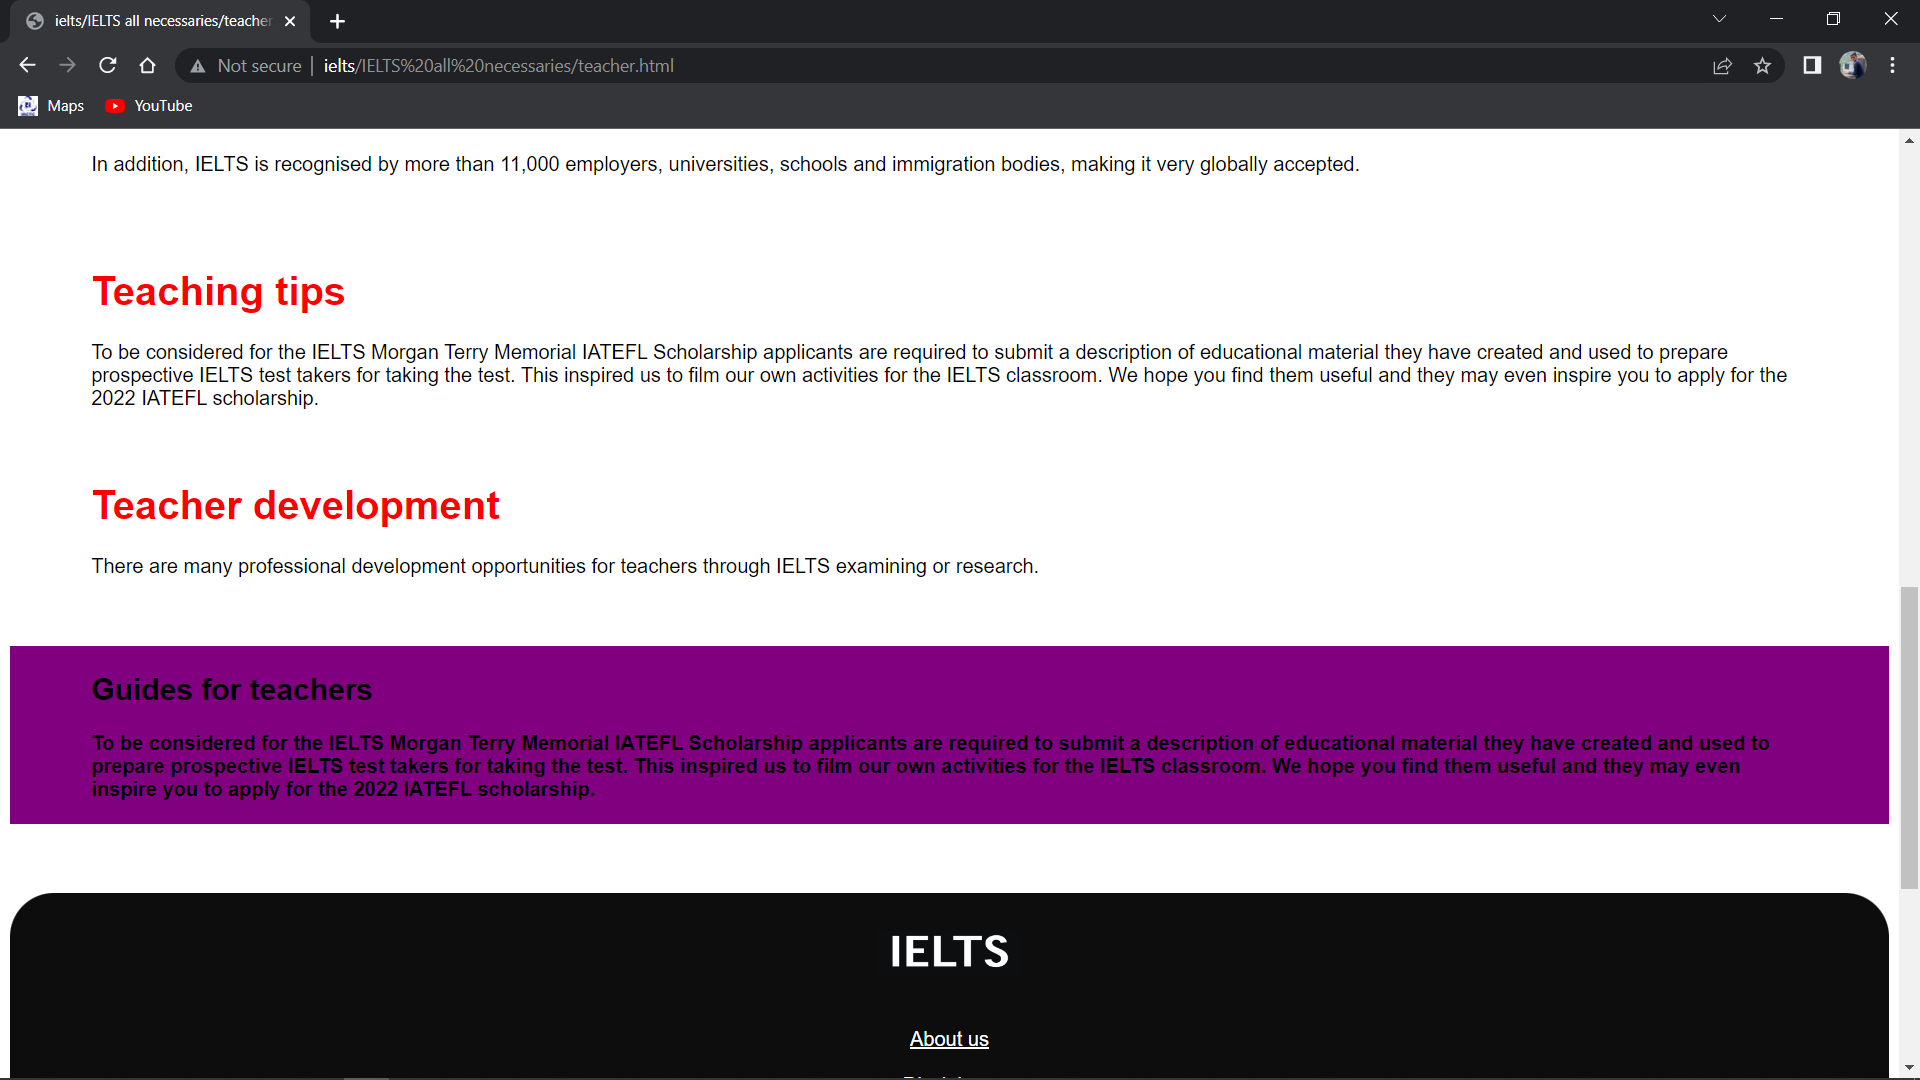 ielts/IELTS all necessaries/teacher
Not secure
ielts/IELTS%20all%20necessaries/teacher.html
Maps
YouTube
In addition, IELTS is recognised by more than 11,000 employers, universities, schools and immigration bodies, making it very globally accepted.
Teaching tips
To be considered for the IELTS Morgan Terry Memorial IATEFL Scholarship applicants are required to submit a description of educational material they have created and used to prepare
prospective IELTS test takers for taking the test. This inspired us to film our own activities for the IELTS classroom. We hope you find them useful and they may even inspire you to apply for the
2022 IATEFL scholarship.
Teacher development
There are many professional development opportunities for teachers through IELTS examining or research.
Guides for teachers
To be considered for the IELTS Morgan Terry Memorial IATEFL Scholarship applicants are required to submit a description of educational material they have created and used to
prepare prospective IELTS test takers for taking the test. This inspired us to film our own activities for the IELTS classroom. We hope you find them useful and they may even
inspire you to apply for the 2022 IATEFL scholarship.
IELTS
About us